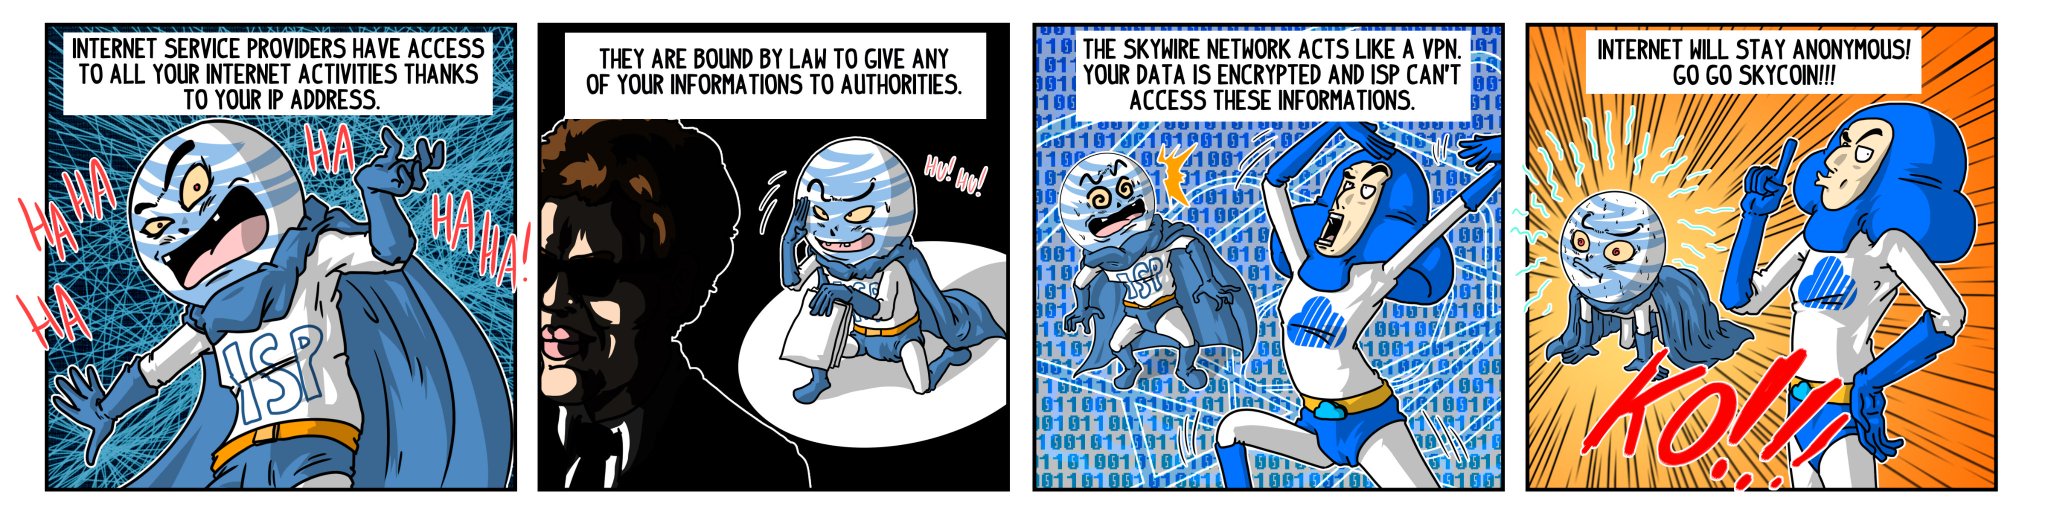 INTERNET SERVICE PROVIDERS HAVE ACCESS
TO ALL YOUR INTERNET ACTIVITIES THANKS
TO YOUR IP ADDRESS.
HA
HA
HA
HA
HA
HA!
ISP
THEY ARE BOUND BY LAW TO GIVE ANY
OF YOUR INFORMATIONS TO AUTHORITIES.
HU! HU!
SP
THE SKYWIRE NETWORK ACTS LIKE A VPN.
YOUR DATA IS ENCRYPTED AND ISP CAN'T
ACCESS THESE INFORMATIONS.
ISP
INTERNET WILL STAY ANONYMOUS!
GO GO SKYCOIN!!!
KO!!!